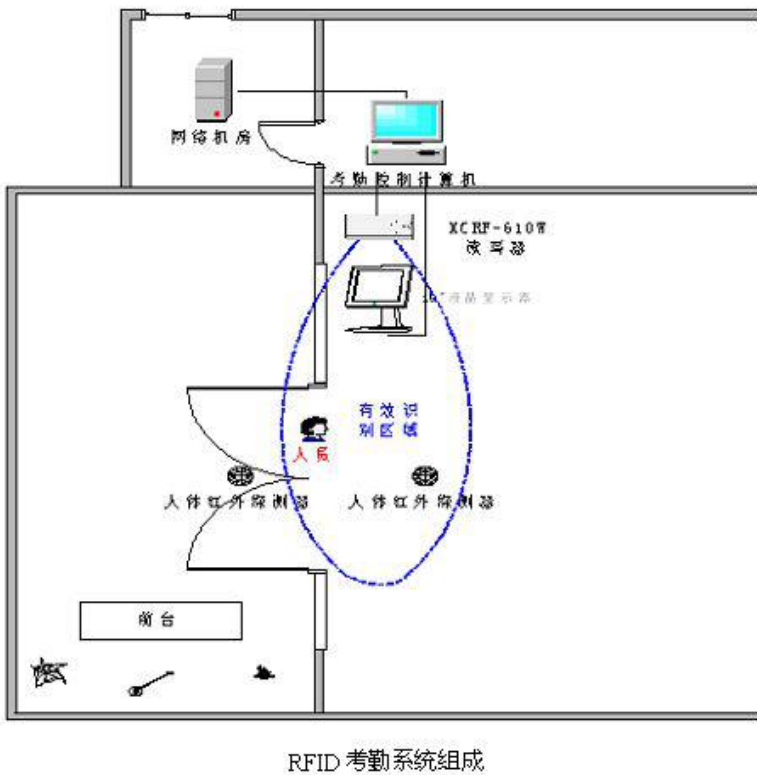 网络机房
考勤控制计算机
XCRF-610W
读写器
液晶显示器
有效识
别区域
人员
人体红外探测器
人体红外探测器
前台
RFID 考勤系统组成